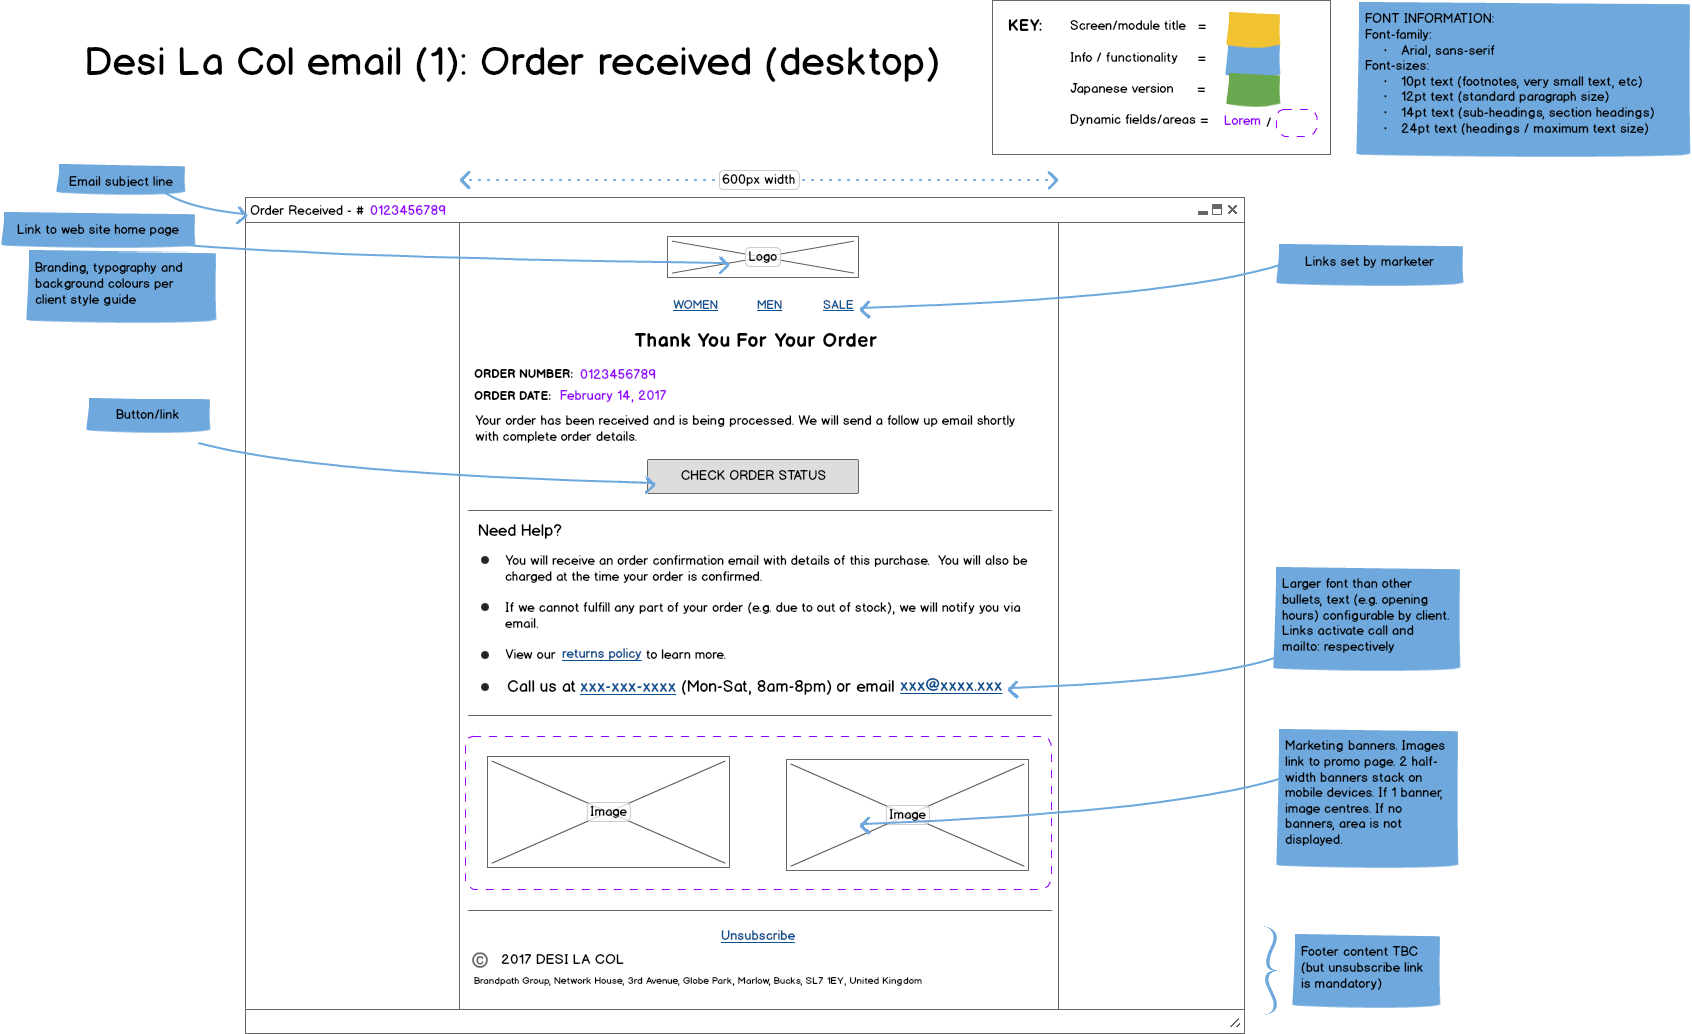 Desi La Col email (1): Order received (desktop)
KEY:
Screen/module title =
Info / functionality =
Japanese version =
Dynamic fields/areas = Lorem /
FONT INFORMATION:
Font-family:
· Arial, sans-serif
Font-sizes:
· 10pt text (footnotes, very small text, etc)
· 12pt text (standard paragraph size)
· 14pt text (sub-headings, section headings)
· 24pt text (headings / maximum text size)
Email subject line
600px width
Order Received - # 0123456789
Link to web site home page
Logo
Branding, typography and
background colours per
client style guide
Links set by marketer
WOMEN MEN SALE
Thank You For Your Order
ORDER NUMBER: 0123456789
ORDER DATE: February 14, 2017
Button/link
Your order has been received and is being processed. We will send a follow up email shortly
with complete order details.
CHECK ORDER STATUS
Need Help?
● You will receive an order confirmation email with details of this purchase. You will also be
charged at the time your order is confirmed.
● If we cannot fulfill any part of your order (e.g. due to out of stock), we will notify you via
email.
● View our returns policy to learn more.
● Call us at xxx-xxx-xxxx (Mon-Sat, 8am-8pm) or email xxx@xxxx.xxx
Larger font than other
bullets, text (e.g. opening
hours) configurable by client.
Links activate call and
mailto: respectively
Image
Image
Marketing banners. Images
link to promo page. 2 half-
width banners stack on
mobile devices. If 1 banner,
image centres. If no
banners, area is not
displayed.
Unsubscribe
© 2017 DESI LA COL
Brandpath Group, Network House, 3rd Avenue, Globe Park, Marlow, Bucks, SL7 1EY, United Kingdom
Footer content TBC
(but unsubscribe link
is mandatory)